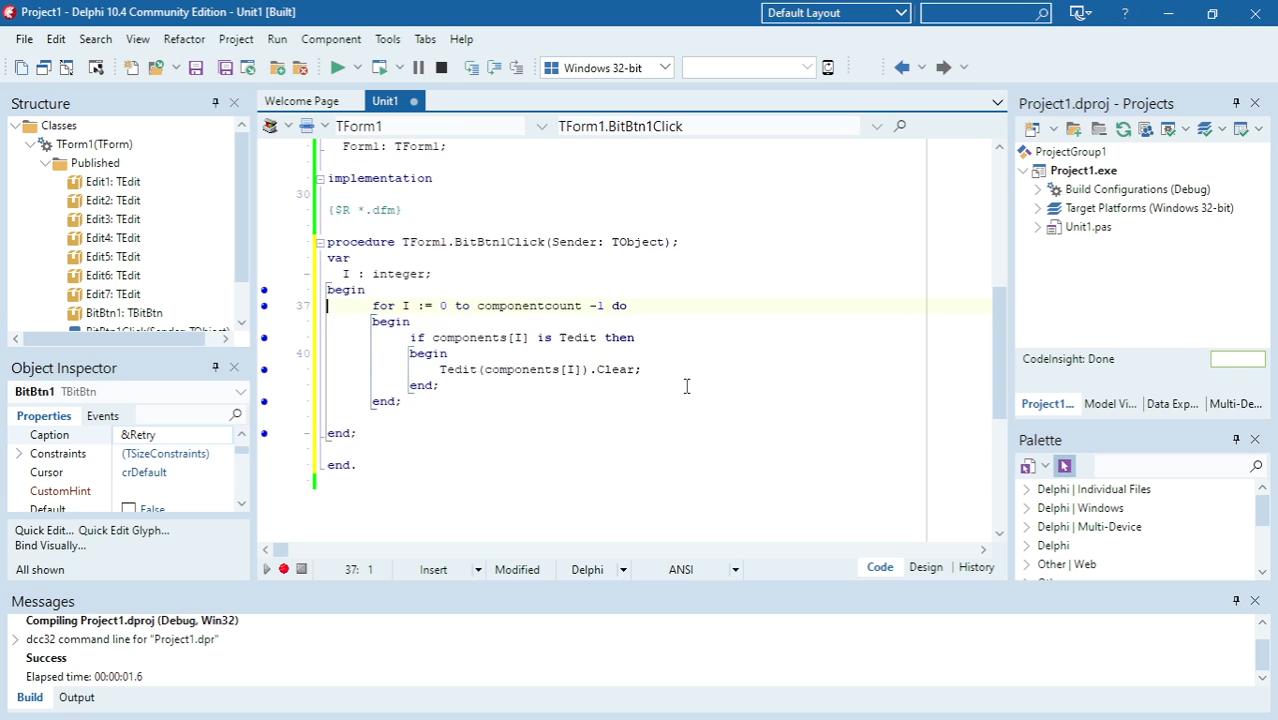 Project1 - Delphi 10.4 Community Edition - Unit1 [Built]
Default Layout
File Edit Search View Refactor Project Run Component Tools Tabs Help
Windows 32-bit
Structure
Classes
TForm1(TForm)
Published
Edit1: TEdit
Edit2: TEdit
Edit3: TEdit
Edit4: TEdit
Edit5: TEdit
Edit6: TEdit
Edit7: TEdit
BitBtn1: TBitBtn
BitBtn1Click(Sender: TObject)
Object Inspector
BitBtn1 TBitBtn
Properties Events
Caption &Retry
Constraints (TSizeConstraints)
Cursor crDefault
CustomHint
Default False
Quick Edit... Quick Edit Glyph...
Bind Visually...
All shown
Welcome Page Unit1
TForm1 TForm1.BitBtn1Click
Form1: TForm1;
implementation
30
{$R *.dfm}
procedure TForm1.BitBtn1Click(Sender: TObject);
var
I : integer;
begin
37 for I := 0 to componentcount -1 do
begin
if components[I] is Tedit then
40 begin
Tedit(components[I]).Clear;
end;
end;
end;
end.
37: 1 Insert Modified Delphi ANSI Code Design History
Project1.dproj - Projects
ProjectGroup1
Project1.exe
Build Configurations (Debug)
Target Platforms (Windows 32-bit)
Unit1.pas
CodeInsight: Done
Project1... Model Vi... Data Exp... Multi-De...
Palette
Delphi | Individual Files
Delphi | Windows
Delphi | Multi-Device
Delphi
Other | Web
Messages
Compiling Project1.dproj (Debug, Win32)
dcc32 command line for "Project1.dpr"
Success
Elapsed time: 00:00:01.6
Build Output